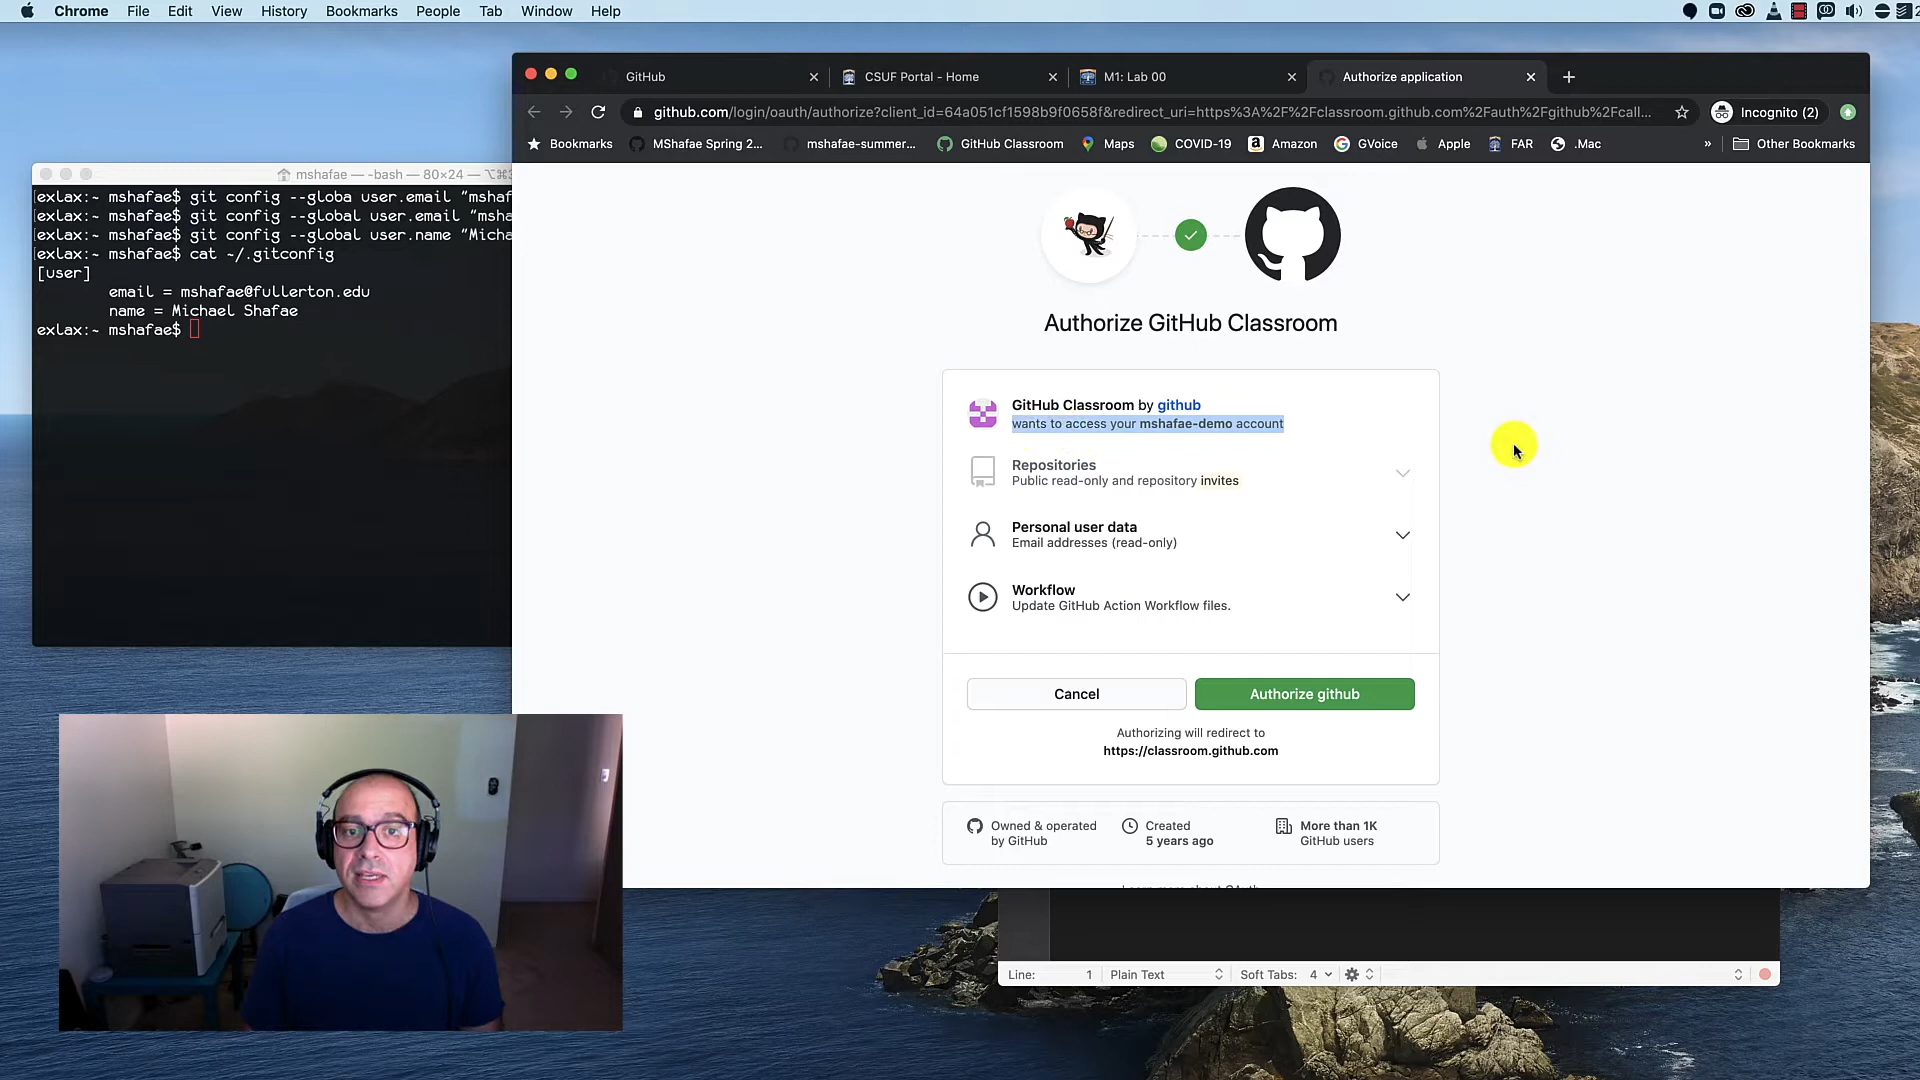 Chrome File Edit View History Bookmarks People Tab Window Help
GitHub
CSUF Portal - Home
M1: Lab 00
Authorize application
github.com/login/oauth/authorize?client_id=64a051cf1598b9f0658f&redirect_uri=https%3A%2F%2Fclassroom.github.com%2Fauth%2Fgithub%2Fcall...
Incognito (2)
Bookmarks
MShafae Spring 2...
mshafae-summer...
GitHub Classroom
Maps
COVID-19
Amazon
GVoice
Apple
FAR
.Mac
»
Other Bookmarks
mshafae — -bash — 80×24 —
exlax:~ mshafae$ git config --globa user.email "mshaf
exlax:~ mshafae$ git config --global user.email "msha
exlax:~ mshafae$ git config --global user.name "Micha
exlax:~ mshafae$ cat ~/.gitconfig
[user]
email = mshafae@fullerton.edu
name = Michael Shafae
exlax:~ mshafae$
Authorize GitHub Classroom
GitHub Classroom by github
wants to access your mshafae-demo account
Repositories
Public read-only and repository invites
Personal user data
Email addresses (read-only)
Workflow
Update GitHub Action Workflow files.
Cancel
Authorize github
Authorizing will redirect to
https://classroom.github.com
Owned & operated
by GitHub
Created
5 years ago
More than 1K
GitHub users
Line: 1
Plain Text
Soft Tabs: 4